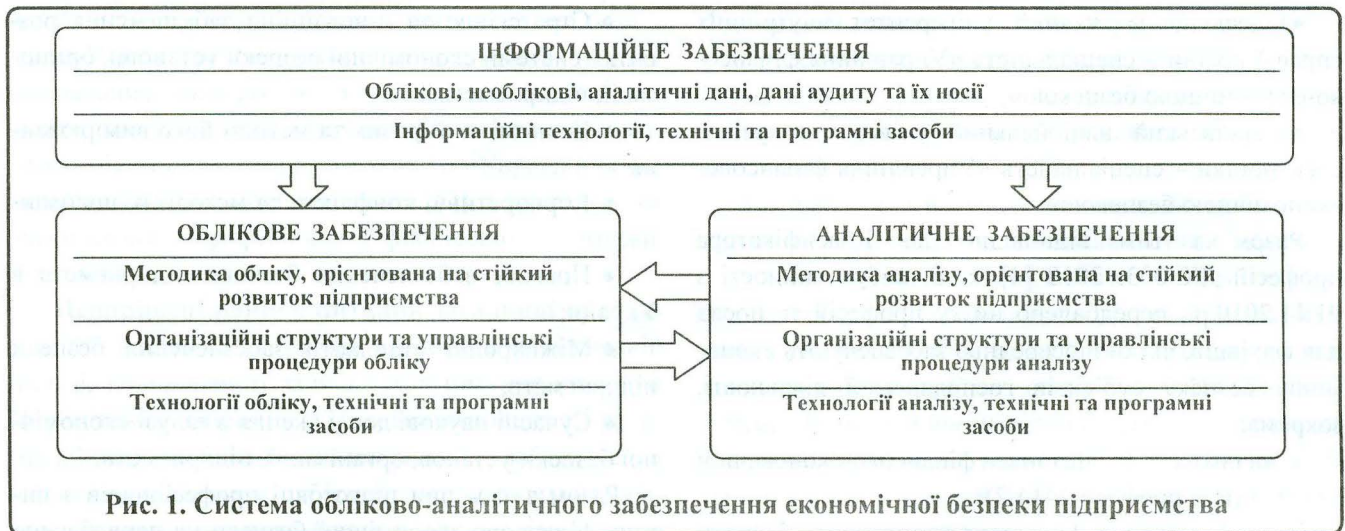 ІНФОРМАЦІЙНЕ ЗАБЕЗПЕЧЕННЯ
Облікові, необлікові, аналітичні дані, дані аудиту та їх носії
Інформаційні технології, технічні та програмні засоби
ОБЛІКОВЕ ЗАБЕЗПЕЧЕННЯ
Методика обліку, орієнтована на стійкий
розвиток підприємства
Організаційні структури та управлінські
процедури обліку
Технології обліку, технічні та програмні
засоби
АНАЛІТИЧНЕ ЗАБЕЗПЕЧЕННЯ
Методика аналізу, орієнтована на стійкий
розвиток підприємства
Організаційні структури та управлінські
процедури аналізу
Технології аналізу, технічні та програмні
засоби
Рис. 1. Система обліково-аналітичного забезпечення економічної безпеки підприємства